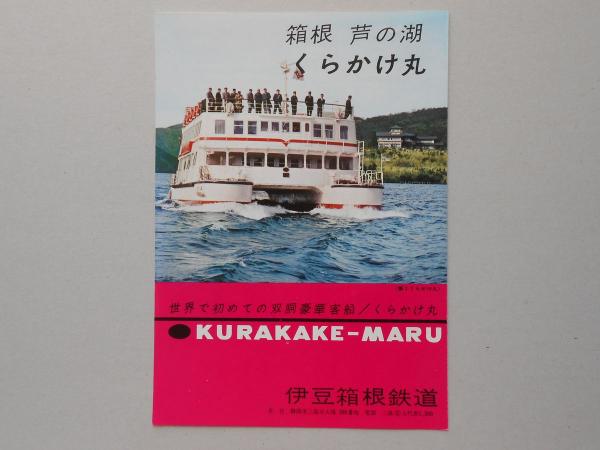 箱根 芦の湖
くらかけ丸
世界で初めての双胴豪華客船/くらかけ丸
KURAKAKE-MARU
伊豆箱根鉄道